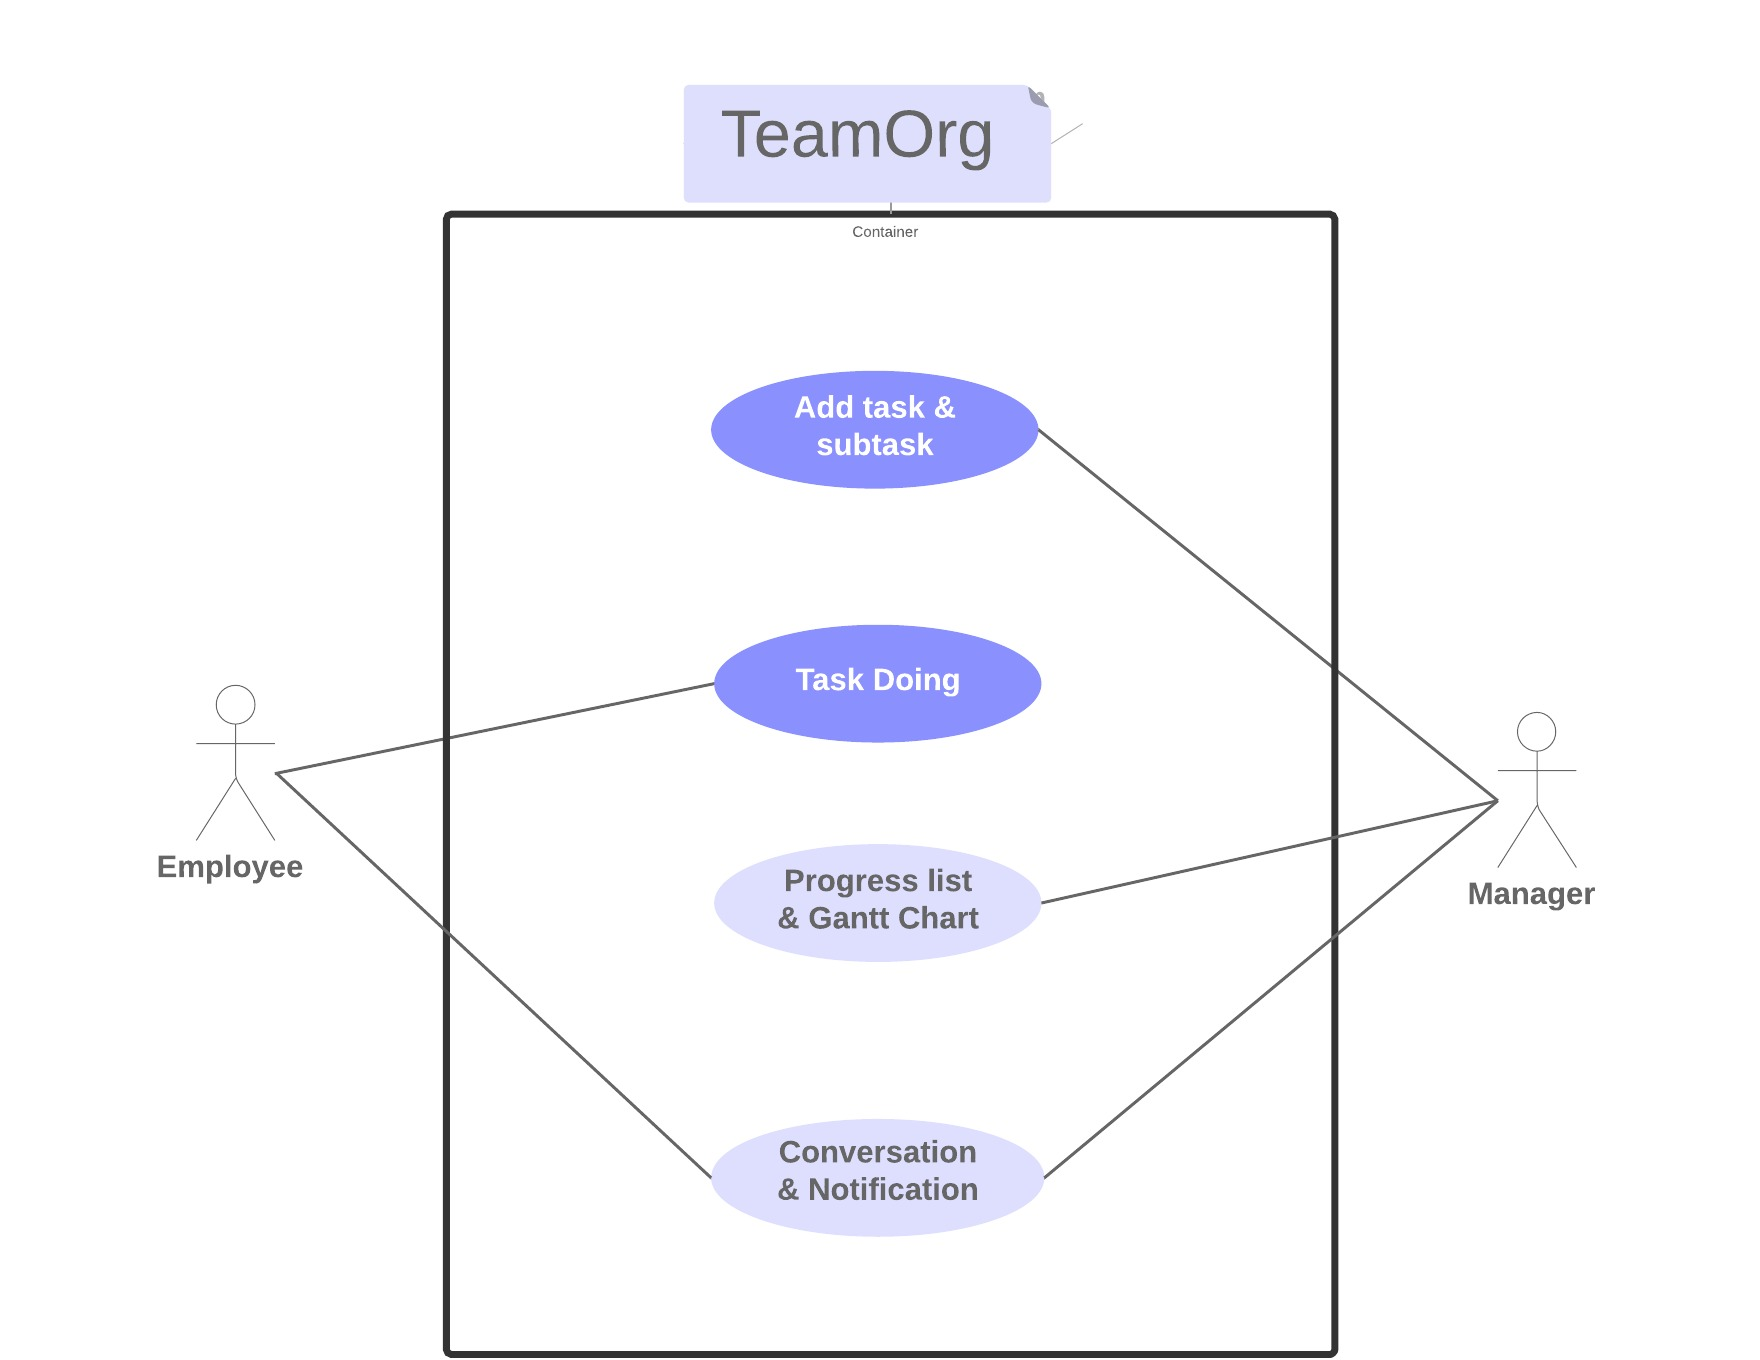 TeamOrg
Container
Add task &
subtask
Task Doing
Employee
Progress list
& Gantt Chart
Manager
Conversation
& Notification